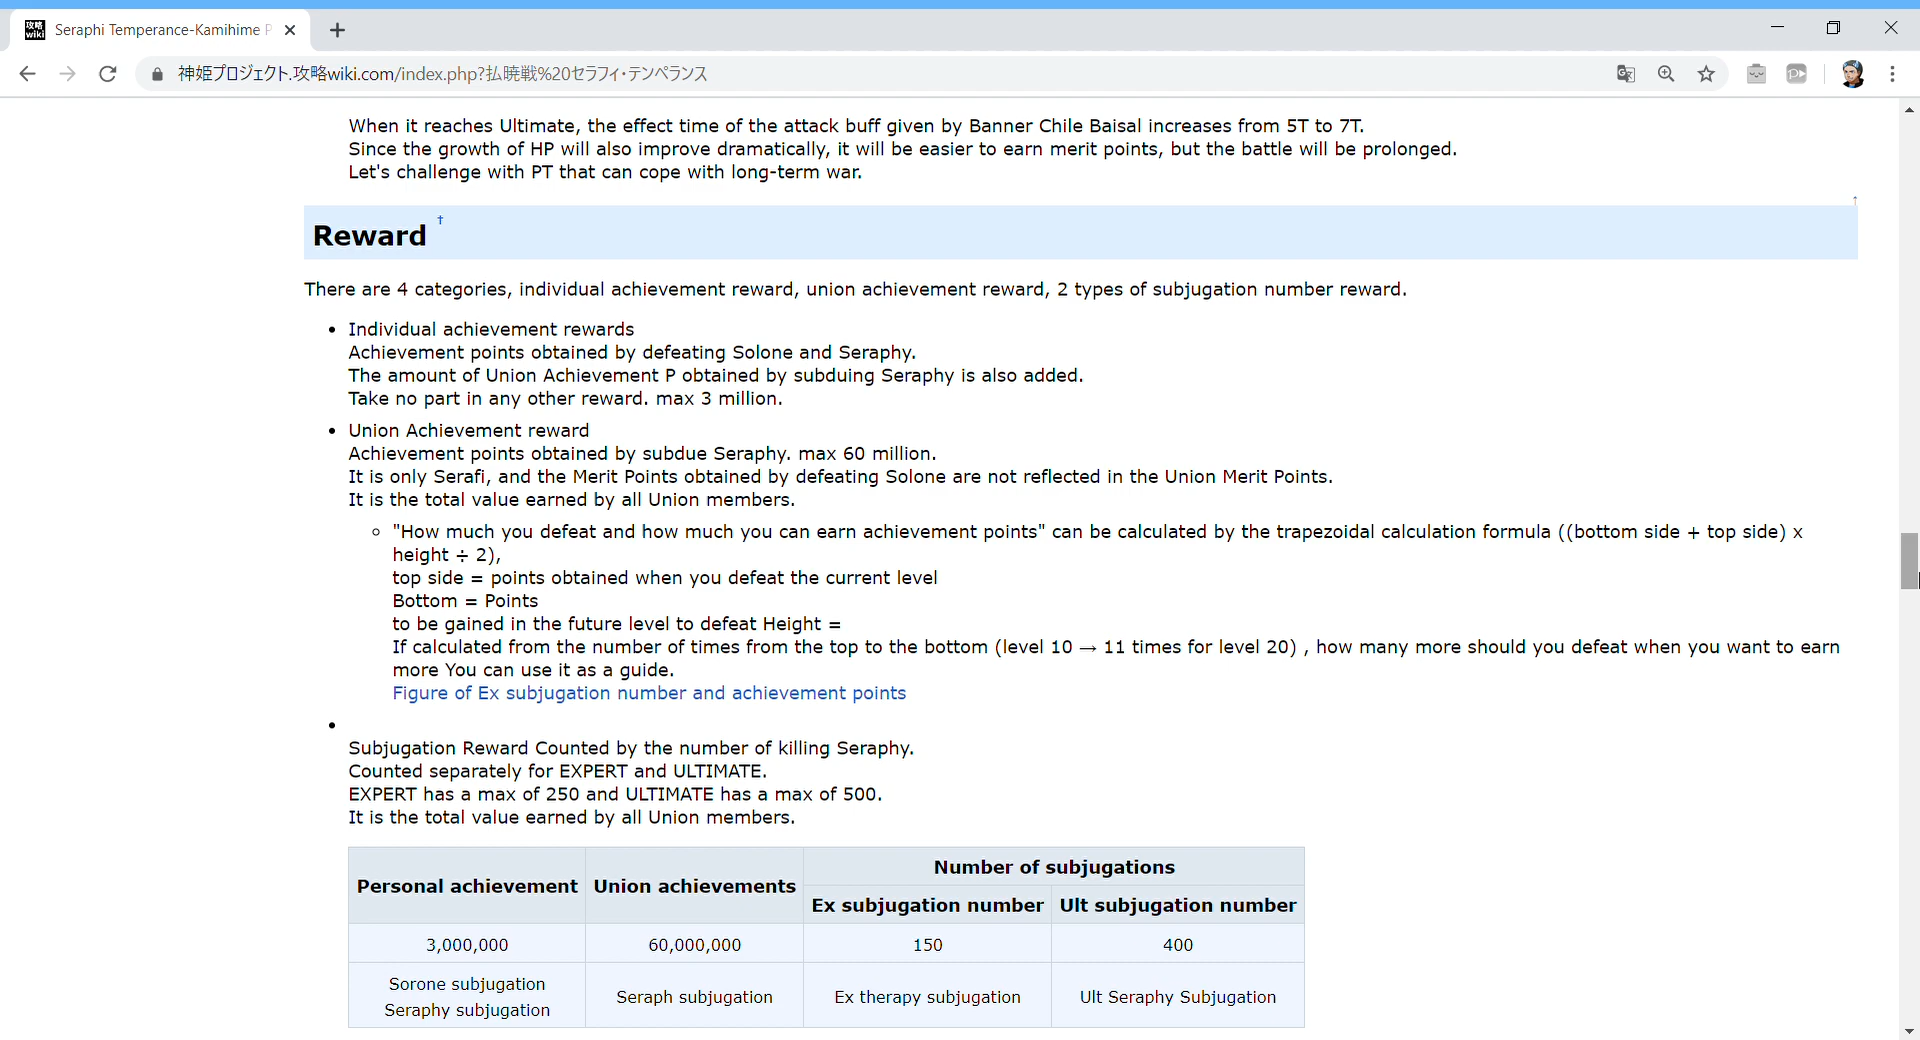 攻略
wiki
Seraphi Temperance-Kamihime P
神姫プロジェクト.攻略wiki.com/index.php?払暁戦%20セラフィ・テンペランス
When it reaches Ultimate, the effect time of the attack buff given by Banner Chile Baisal increases from 5T to 7T.
Since the growth of HP will also improve dramatically, it will be easier to earn merit points, but the battle will be prolonged.
Let's challenge with PT that can cope with long-term war.
↑
Reward †
There are 4 categories, individual achievement reward, union achievement reward, 2 types of subjugation number reward.
• Individual achievement rewards
Achievement points obtained by defeating Solone and Seraphy.
The amount of Union Achievement P obtained by subduing Seraphy is also added.
Take no part in any other reward. max 3 million.
• Union Achievement reward
Achievement points obtained by subdue Seraphy. max 60 million.
It is only Serafi, and the Merit Points obtained by defeating Solone are not reflected in the Union Merit Points.
It is the total value earned by all Union members.
◦ "How much you defeat and how much you can earn achievement points" can be calculated by the trapezoidal calculation formula ((bottom side + top side) x
height ÷ 2),
top side = points obtained when you defeat the current level
Bottom = Points
to be gained in the future level to defeat Height =
If calculated from the number of times from the top to the bottom (level 10 → 11 times for level 20) , how many more should you defeat when you want to earn
more You can use it as a guide.
Figure of Ex subjugation number and achievement points
•
Subjugation Reward Counted by the number of killing Seraphy.
Counted separately for EXPERT and ULTIMATE.
EXPERT has a max of 250 and ULTIMATE has a max of 500.
It is the total value earned by all Union members.
Personal achievement Union achievements Number of subjugations
Ex subjugation number Ult subjugation number
3,000,000 60,000,000 150 400
Sorone subjugation
Seraphy subjugation Seraph subjugation Ex therapy subjugation Ult Seraphy Subjugation